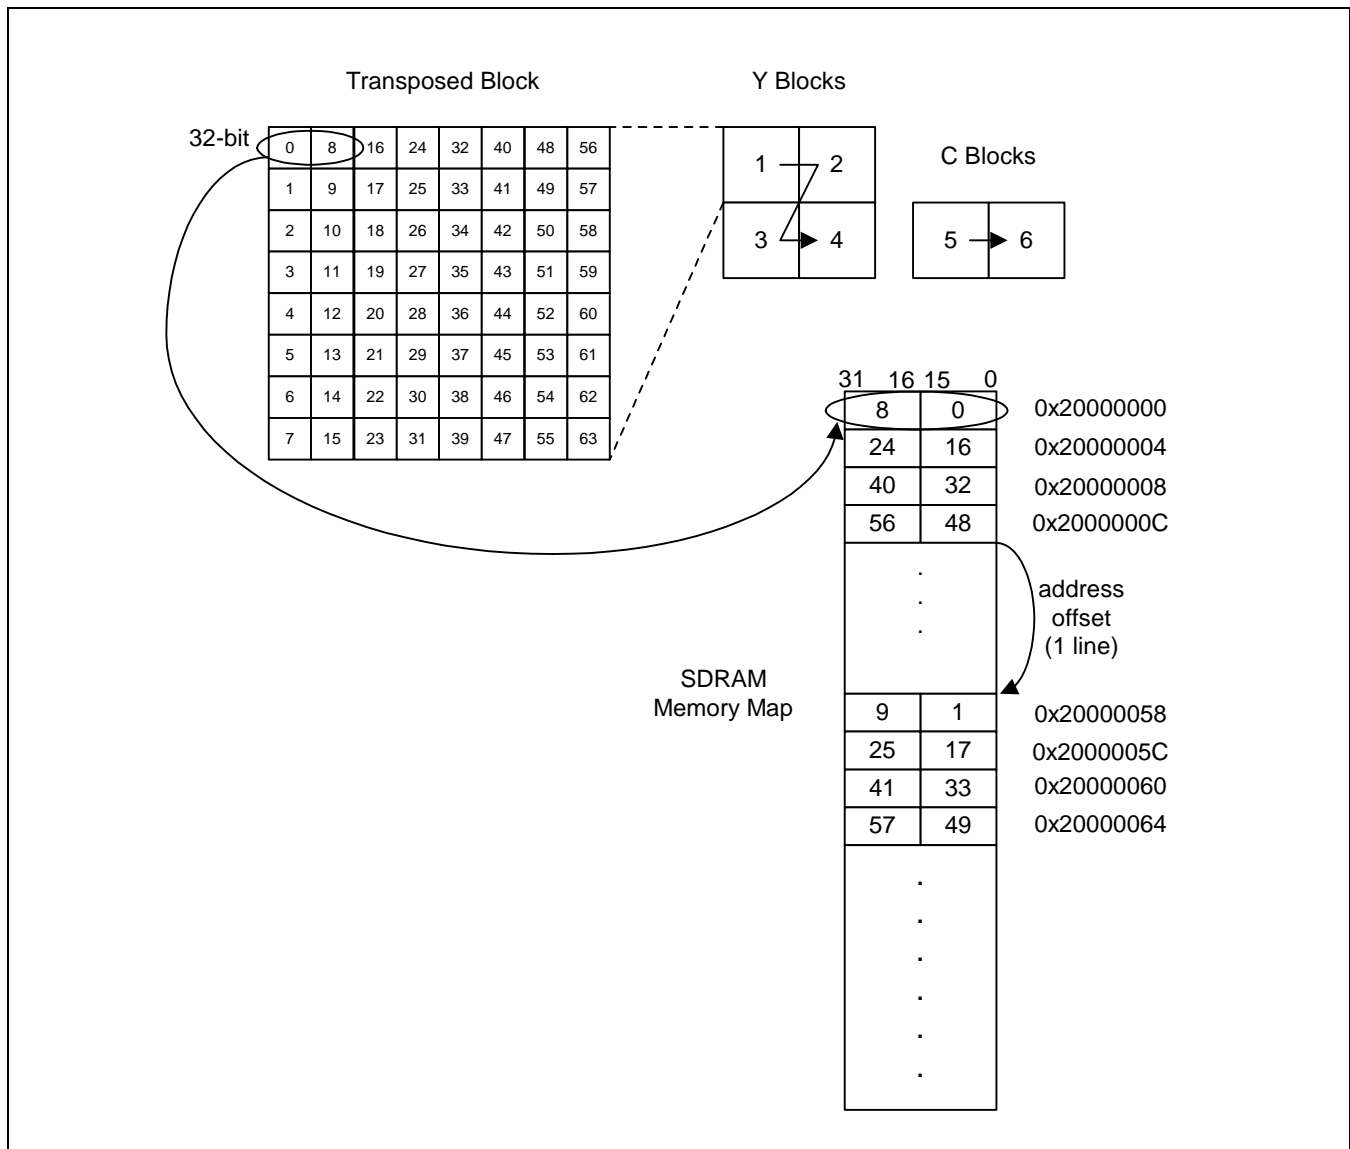 Transposed Block
Y Blocks
32-bit
0 8 16 24 32 40 48 56
1 9 17 25 33 41 49 57
2 10 18 26 34 42 50 58
3 11 19 27 35 43 51 59
4 12 20 28 36 44 52 60
5 13 21 29 37 45 53 61
6 14 22 30 38 46 54 62
7 15 23 31 39 47 55 63
1 2
3 4
C Blocks
5 6
31 16 15 0
8 0 0x20000000
24 16 0x20000004
40 32 0x20000008
56 48 0x2000000C
.
.
.
address
offset
(1 line)
SDRAM
Memory Map
9 1 0x20000058
25 17 0x2000005C
41 33 0x20000060
57 49 0x20000064
.
.
.
.
.
.